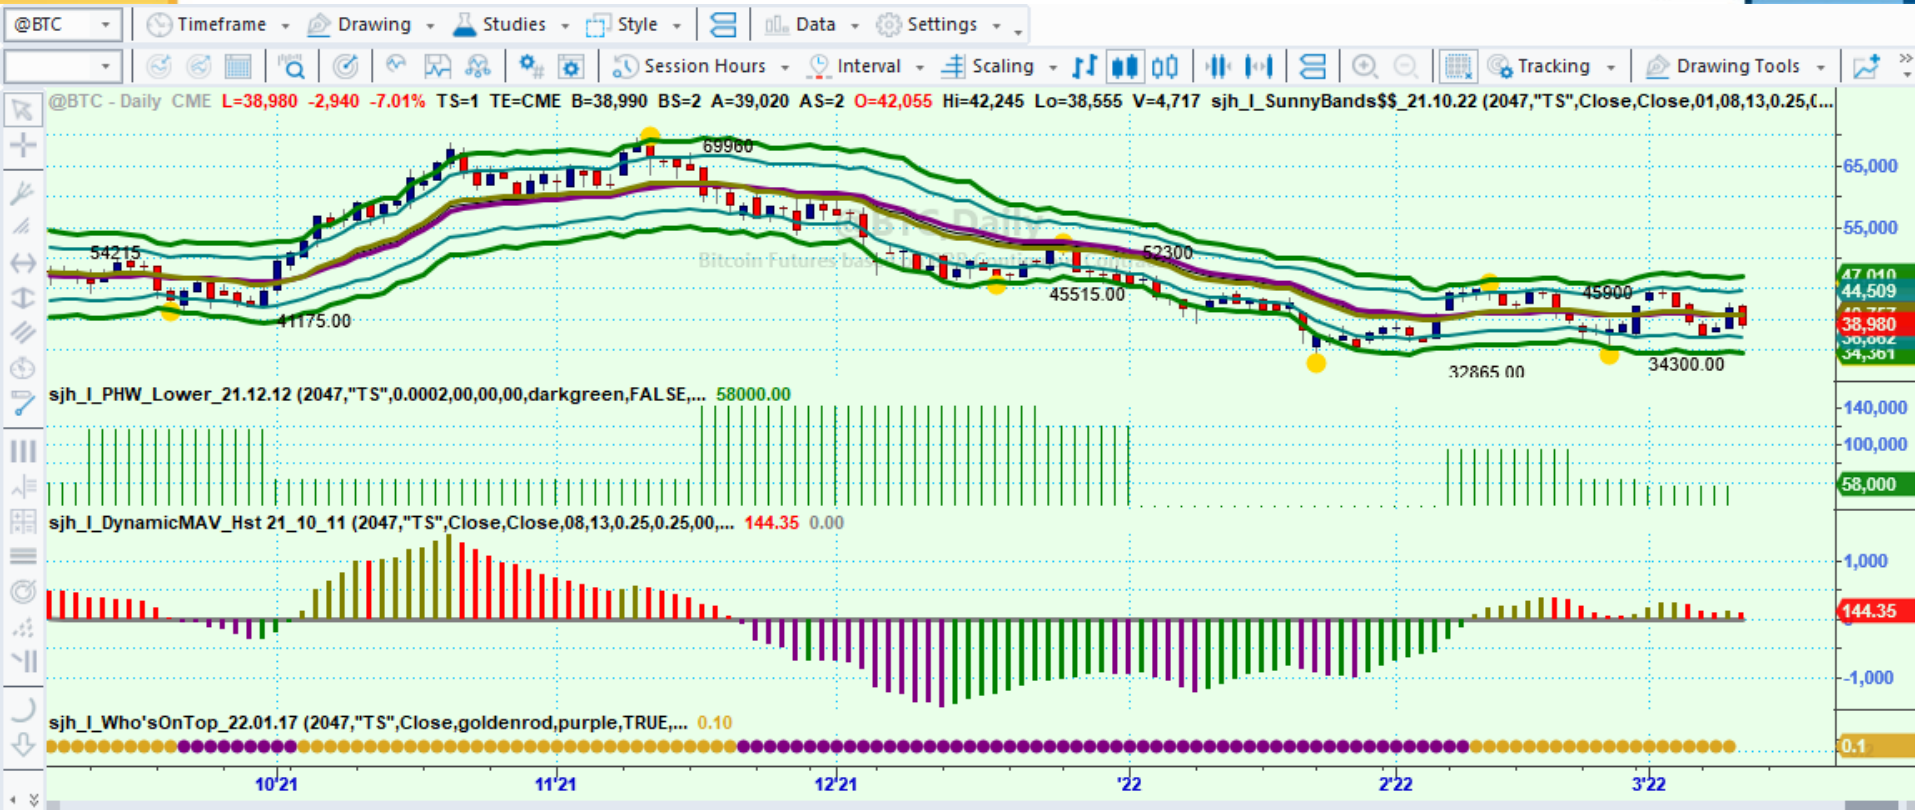 @BTC Timeframe Drawing Studies Style Data Settings
Session Hours Interval Scaling Tracking Drawing Tools
@BTC - Daily CME L=38,980 -2,940 -7.01% TS=1 TE=CME B=38,990 BS=2 A=39,020 AS=2 O=42,055 Hi=42,245 Lo=38,555 V=4,717 sjh_I_SunnyBands$$_21.10.22 (2047,"TS",Close,Close,01,08,13,0.25,0...
69960
65,000
@BTC, Daily
55,000
54215
52300
Bitcoin Futures
47,010
44,509
45515.00
45900
41175.00
38,980
34,361
34300.00
32865.00
sjh_I_PHW_Lower_21.12.12 (2047,"TS",0.0002,00,00,00,darkgreen,FALSE,... 58000.00
140,000
100,000
58,000
sjh_I_DynamicMAV_Hst 21_10_11 (2047,"TS",Close,Close,08,13,0.25,0.25,00,... 144.35 0.00
1,000
144.35
-1,000
sjh_I_Who'sOnTop_22.01.17 (2047,"TS",Close,goldenrod,purple,TRUE,... 0.10
0.1
10'21 11'21 12'21 '22 2'22 3'22